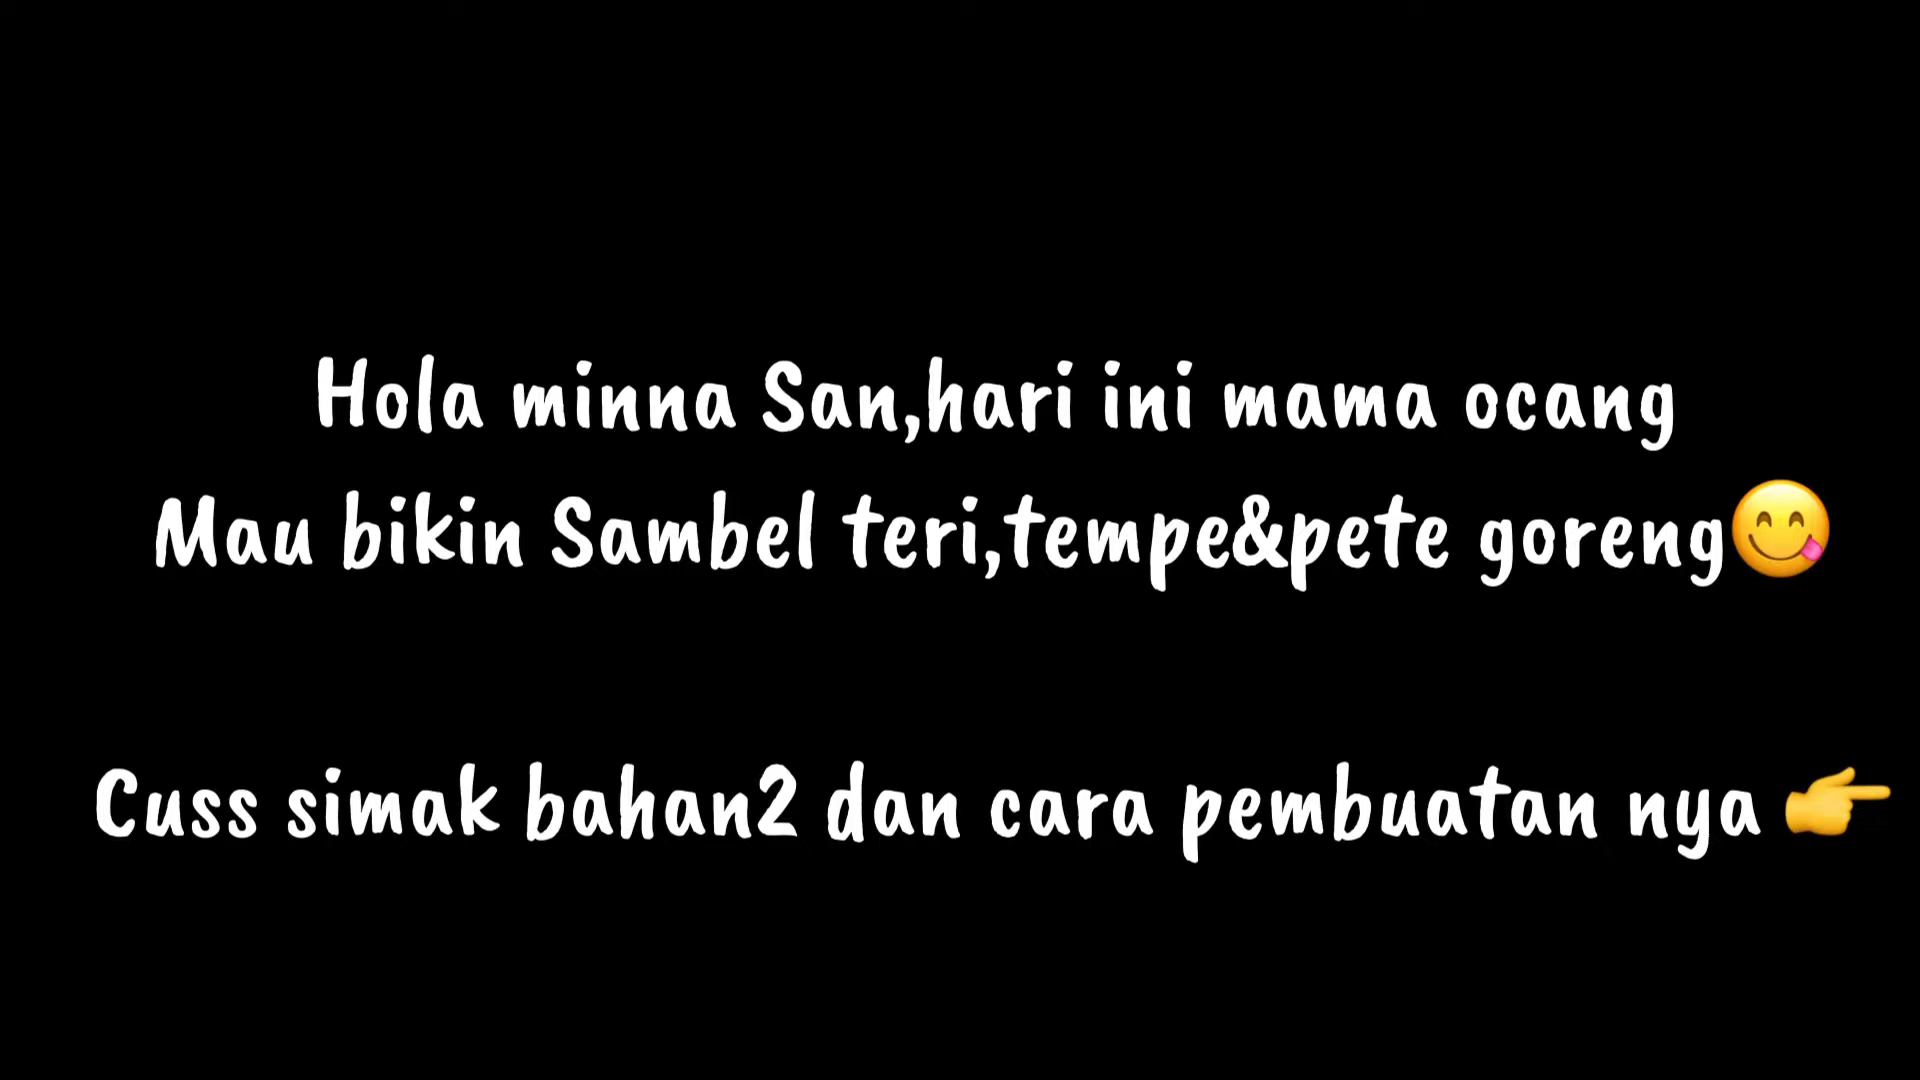 Hola minna San,hari ini mama ocang
Mau bikin Sambel teri,tempe&pete goreng😋
Cuss simak bahan2 dan cara pembuatan nya 👉